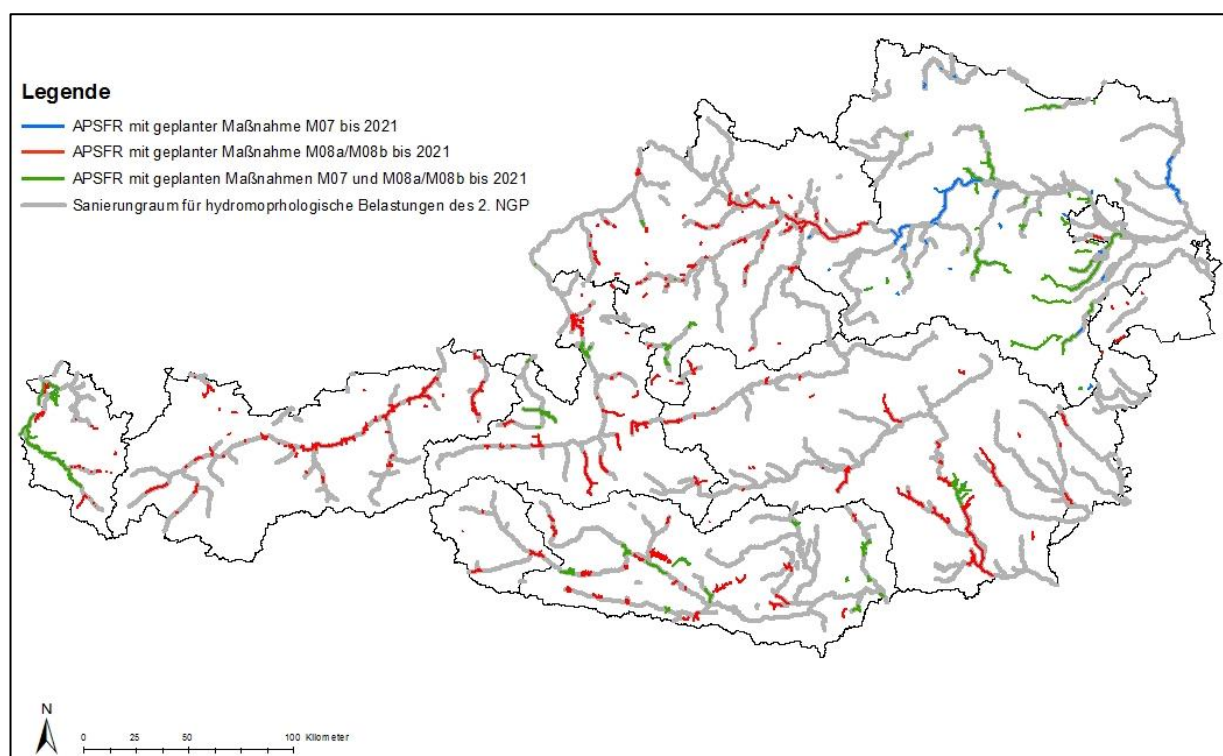 Legende
APSFR mit geplanter Maßnahme M07 bis 2021
APSFR mit geplanter Maßnahme M08a/M08b bis 2021
APSFR mit geplanten Maßnahmen M07 und M08a/M08b bis 2021
Sanierungraum für hydromoprhologische Belastungen des 2. NGP
N
0 25 50 100 Kilometer